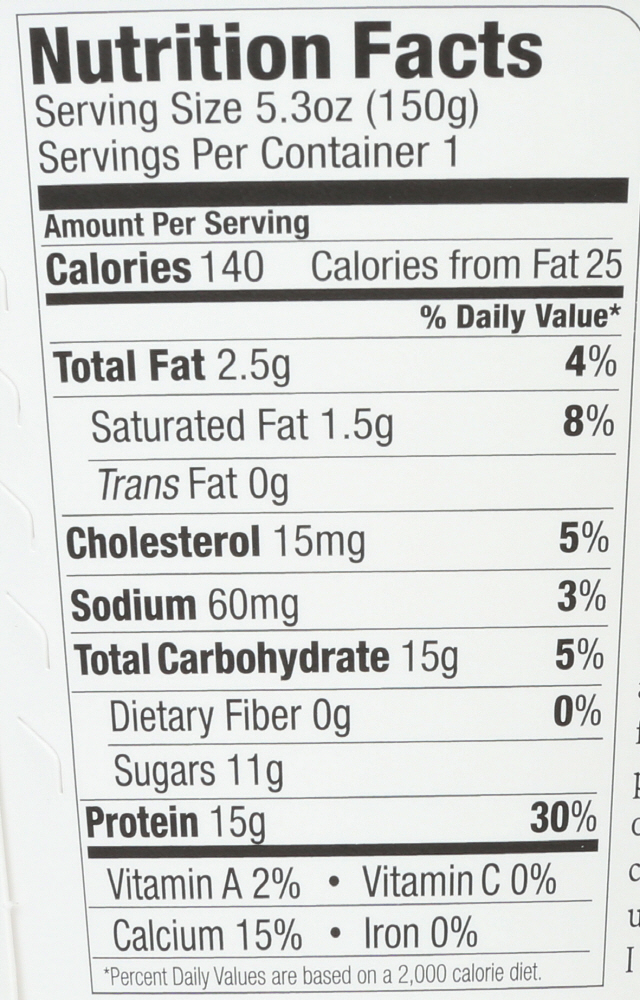 Nutrition Facts
Serving Size 5.3oz (150g)
Servings Per Container 1
Amount Per Serving
Calories 140 Calories from Fat 25
% Daily Value*
Total Fat 2.5g 4%
Saturated Fat 1.5g 8%
Trans Fat 0g
Cholesterol 15mg 5%
Sodium 60mg 3%
Total Carbohydrate 15g 5%
Dietary Fiber 0g 0%
Sugars 11g
Protein 15g 30%
Vitamin A 2% • Vitamin C 0%
Calcium 15% • Iron 0%
*Percent Daily Values are based on a 2,000 calorie diet.